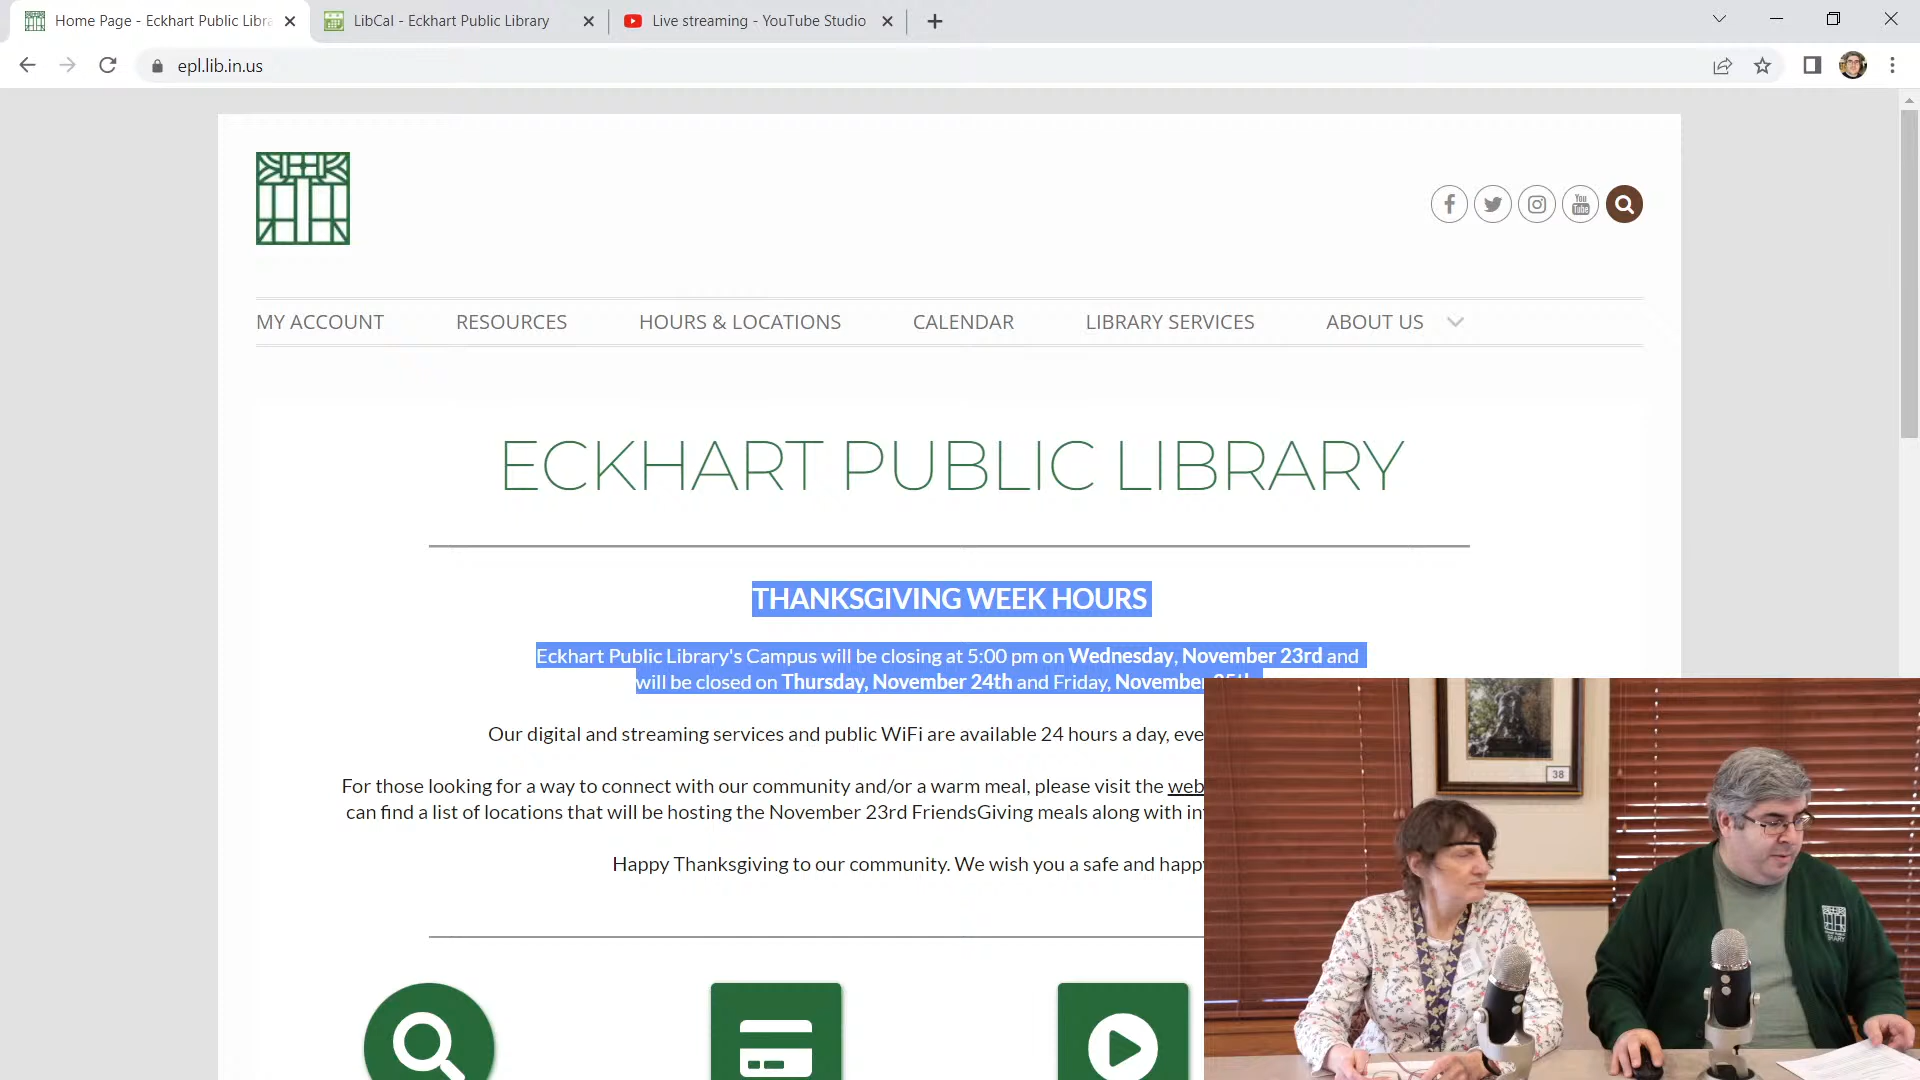 Home Page - Eckhart Public Libra
LibCal - Eckhart Public Library
Live streaming - YouTube Studio
epl.lib.in.us
You
Tube
MY ACCOUNT
RESOURCES
HOURS & LOCATIONS
CALENDAR
LIBRARY SERVICES
ABOUT US
ECKHART PUBLIC LIBRARY
THANKSGIVING WEEK HOURS
Eckhart Public Library's Campus will be closing at 5:00 pm on Wednesday, November 23rd and
will be closed on Thursday, November 24th and Friday, November 25th
Our digital and streaming services and public WiFi are available 24 hours a day, eve
For those looking for a way to connect with our community and/or a warm meal, please visit the web
can find a list of locations that will be hosting the November 23rd FriendsGiving meals along with in
Happy Thanksgiving to our community. We wish you a safe and happy
38